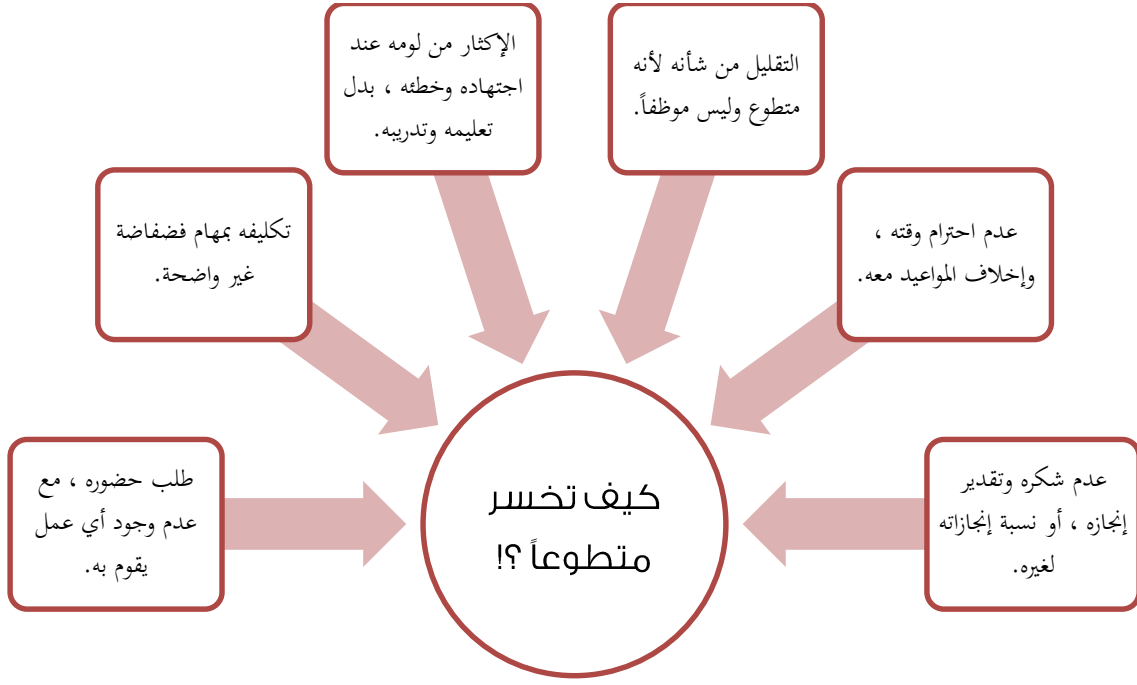 كيف تخسر
متطوعاً ؟!
عدم شكره وتقدير
إنجازه ، أو نسبة إنجازاته
لغيره.
عدم احترام وقته ،
وإخلاف المواعيد معه.
التقليل من شأنه لأنه
متطوع وليس موظفاً.
الإكثار من لومه عند
اجتهاده وخطئه ، بدل
تعليمه وتدريبه.
تكليفه بمهام فضفاضة
غير واضحة.
طلب حضوره ، مع
عدم وجود أي عمل
يقوم به.